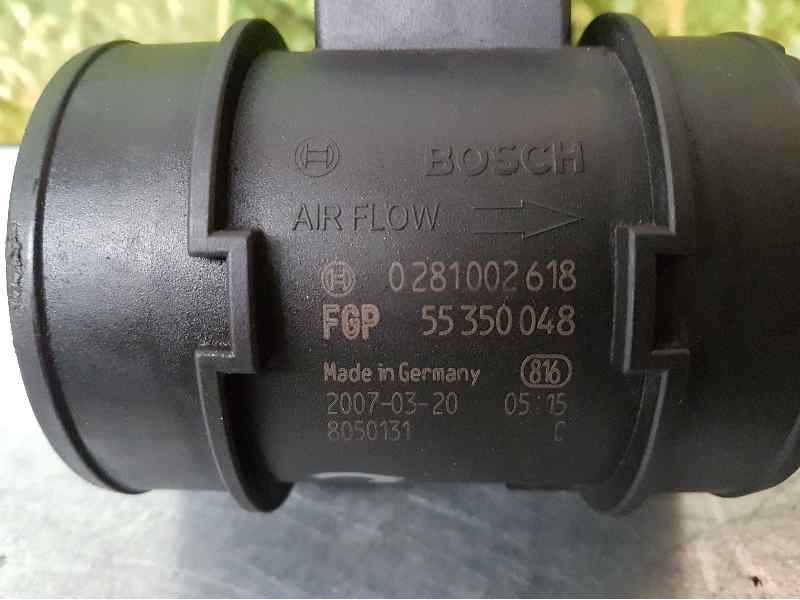 BOSCH
AIR FLOW
0 281 002 618
FGP 55 350 048
Made in Germany 816
2007-03-20 05:15
8050131 C